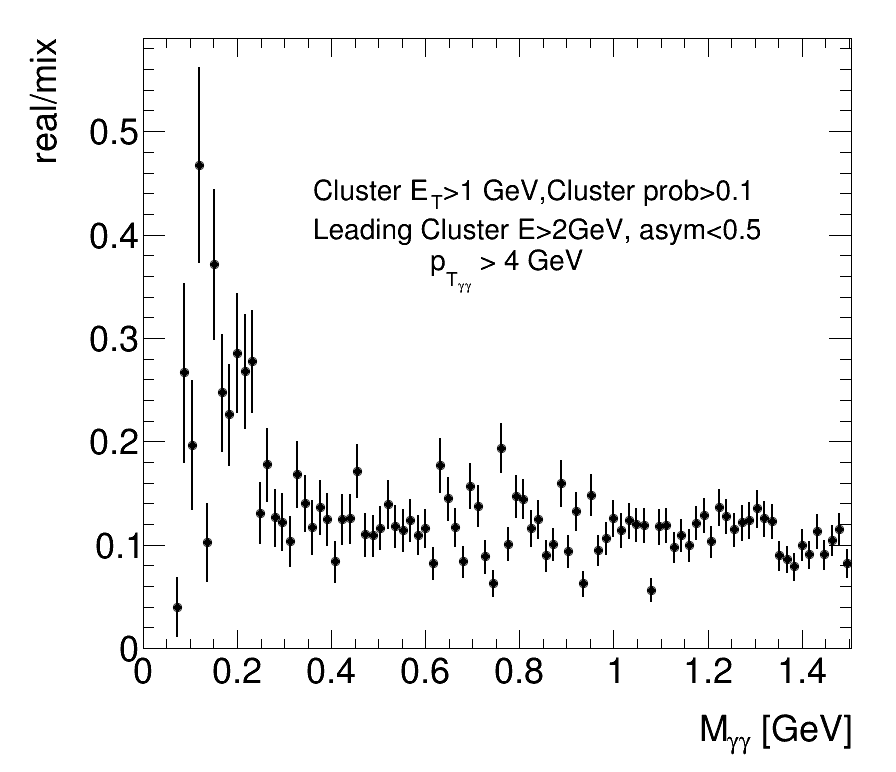 real/mix
0.5
Cluster E_T>1 GeV,Cluster prob>0.1
Leading Cluster E>2GeV, asym<0.5
0.4
p_Tγγ > 4 GeV
0.3
0.2
0.1
0
0 0.2 0.4 0.6 0.8 1 1.2 1.4
M_γγ [GeV]